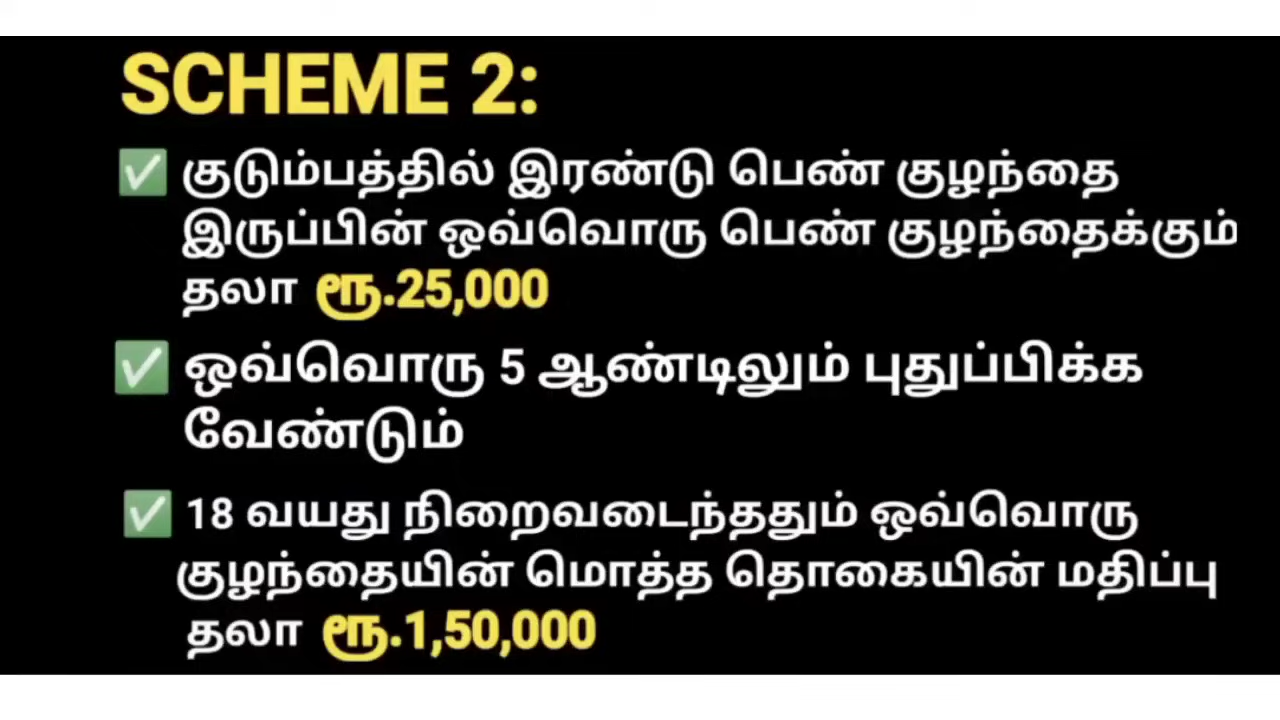 SCHEME 2:
✅ குடும்பத்தில் இரண்டு பெண் குழந்தை
இருப்பின் ஒவ்வொரு பெண் குழந்தைக்கும்
தலா ரூ.25,000
✅ ஒவ்வொரு 5 ஆண்டிலும் புதுப்பிக்க
வேண்டும்
✅ 18 வயது நிறைவடைந்ததும் ஒவ்வொரு
குழந்தையின் மொத்த தொகையின் மதிப்பு
தலா ரூ.1,50,000